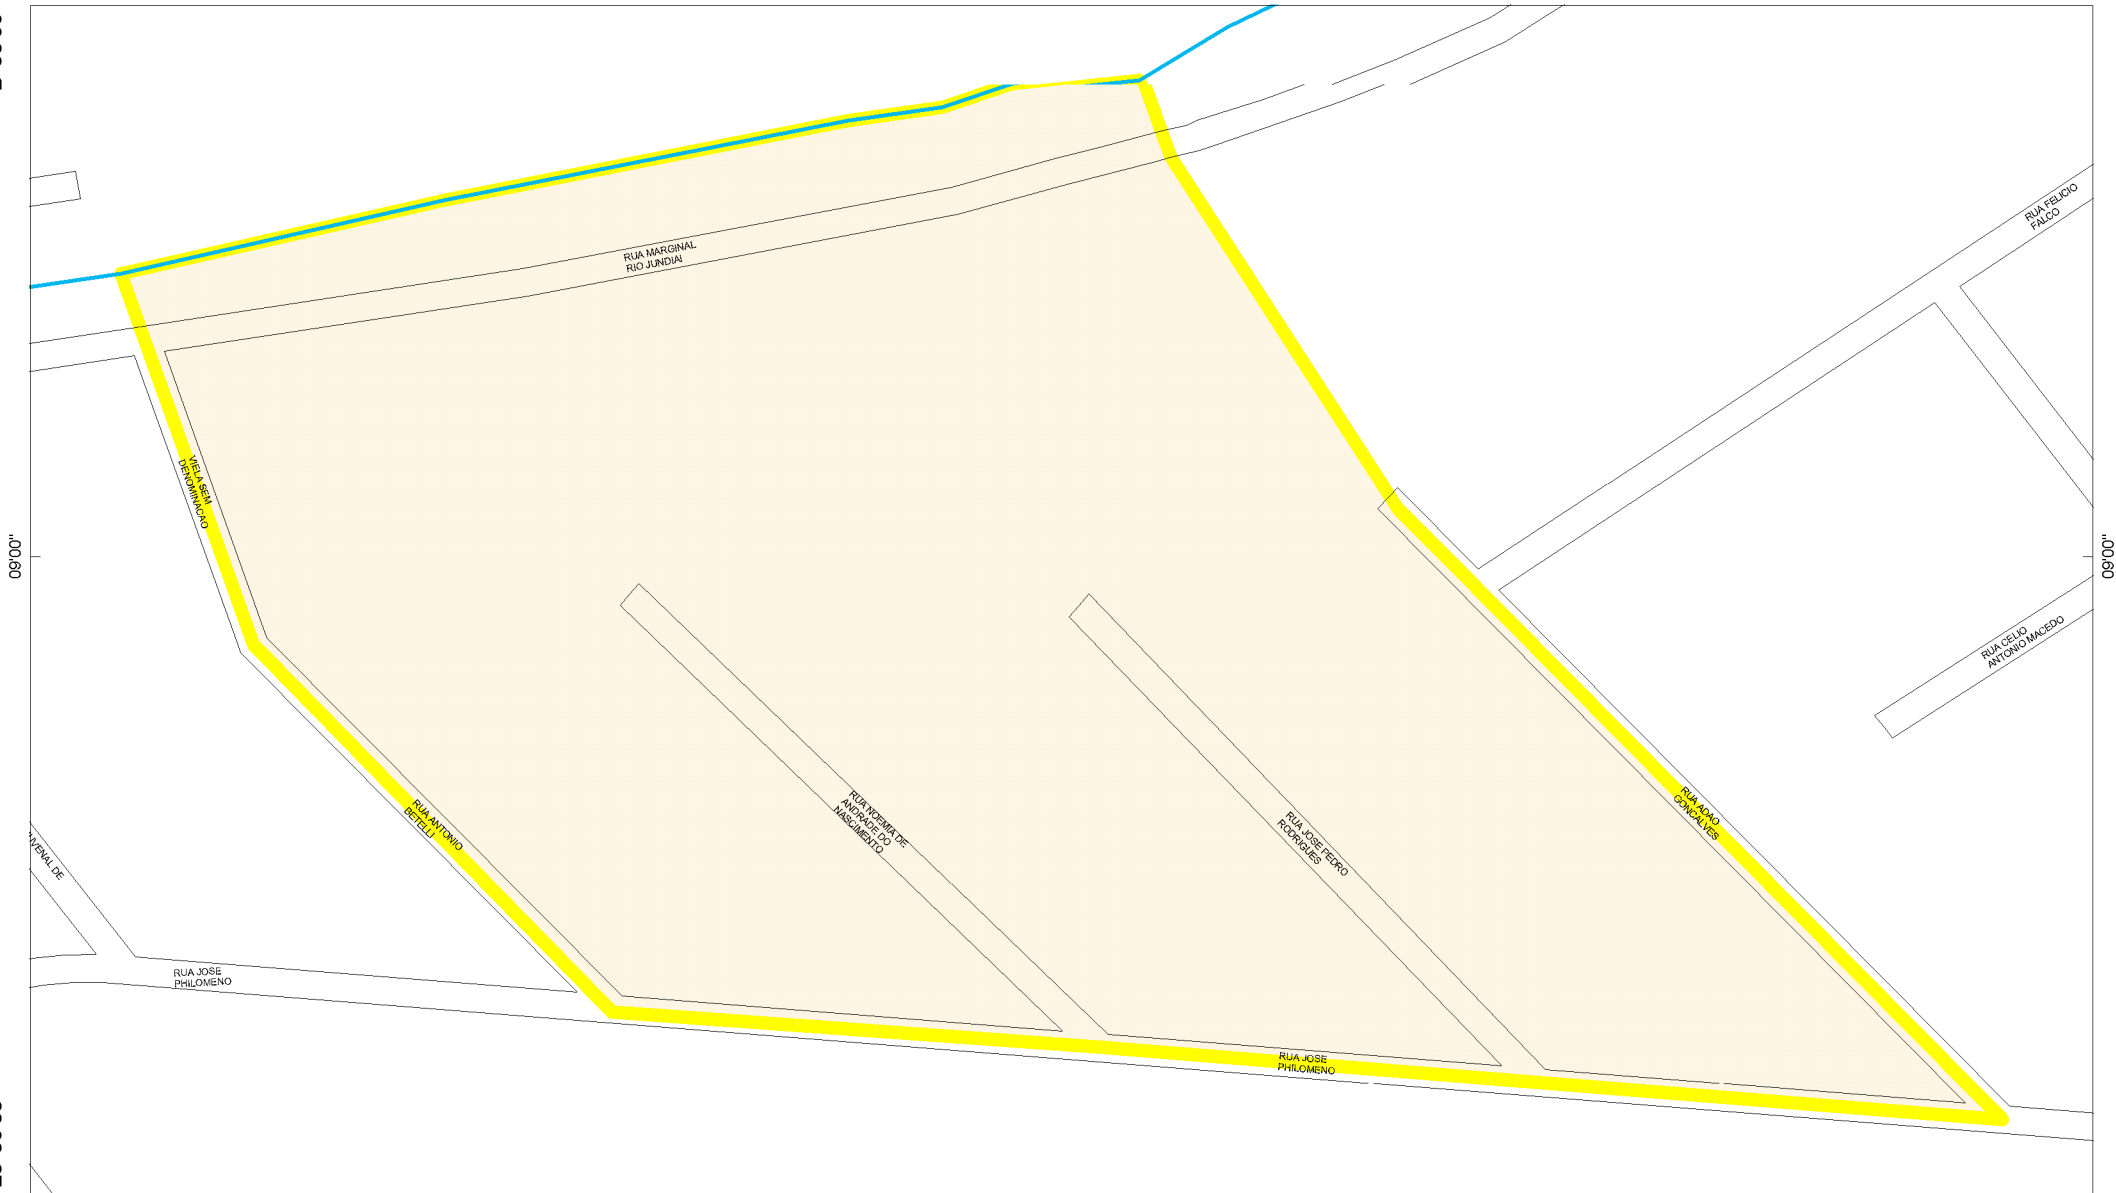 RUA FELICIO
FALCO
RUA MARGINAL
RIO JUNDIAI
VIELA SEM
DENOMINACAO
09'00"
09'00"
RUA CELIO
ANTONIO MACEDO
RUA ANTONIO
BETELLI
RUA NOEMIA DE
ANDRADE DO
NASCIMENTO
RUA JOSE PEDRO
RODRIGUES
RUA ADAO
GONCALVES
UVENAL DE
RUA JOSE
PHILOMENO
RUA JOSE
PHILOMENO